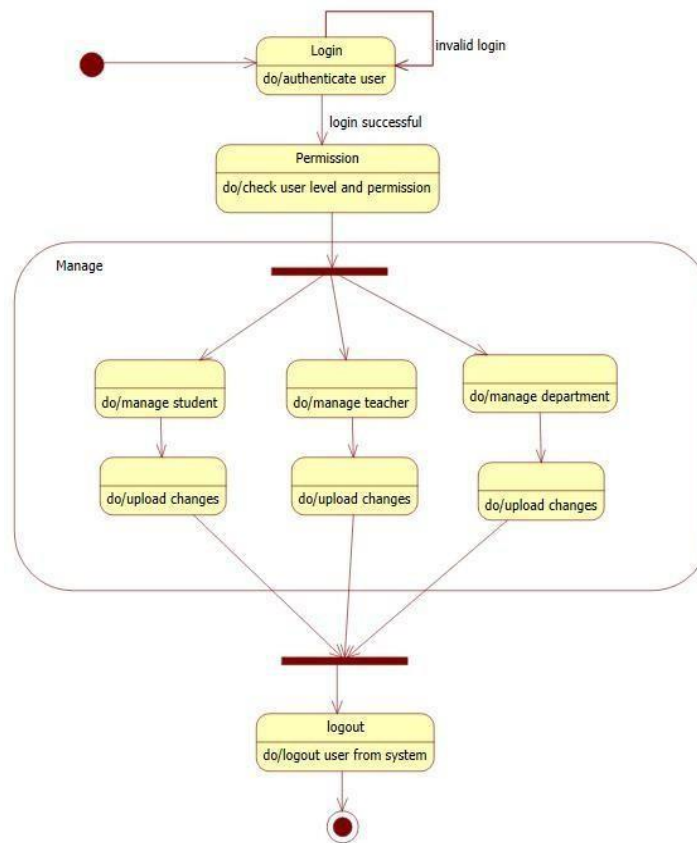 Login
invalid login
do/authenticate user
login successful
Permission
do/check user level and permission
Manage
do/manage student
do/manage teacher
do/manage department
do/upload changes
do/upload changes
do/upload changes
logout
do/logout user from system